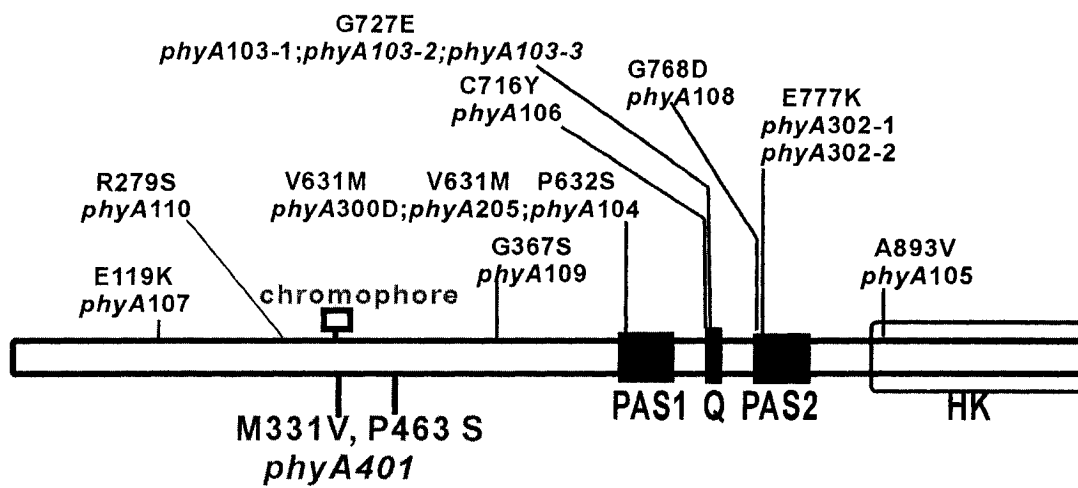 G727E
phyA103-1;phyA103-2;phyA103-3
C716Y
phyA106
G768D
phyA108
E777K
phyA302-1
phyA302-2
R279S
phyA110
V631M V631M P632S
phyA300D;phyA205;phyA104
G367S
phyA109
A893V
phyA105
E119K
phyA107
chromophore
PAS1 Q PAS2 HK
M331V, P463 S
phyA401